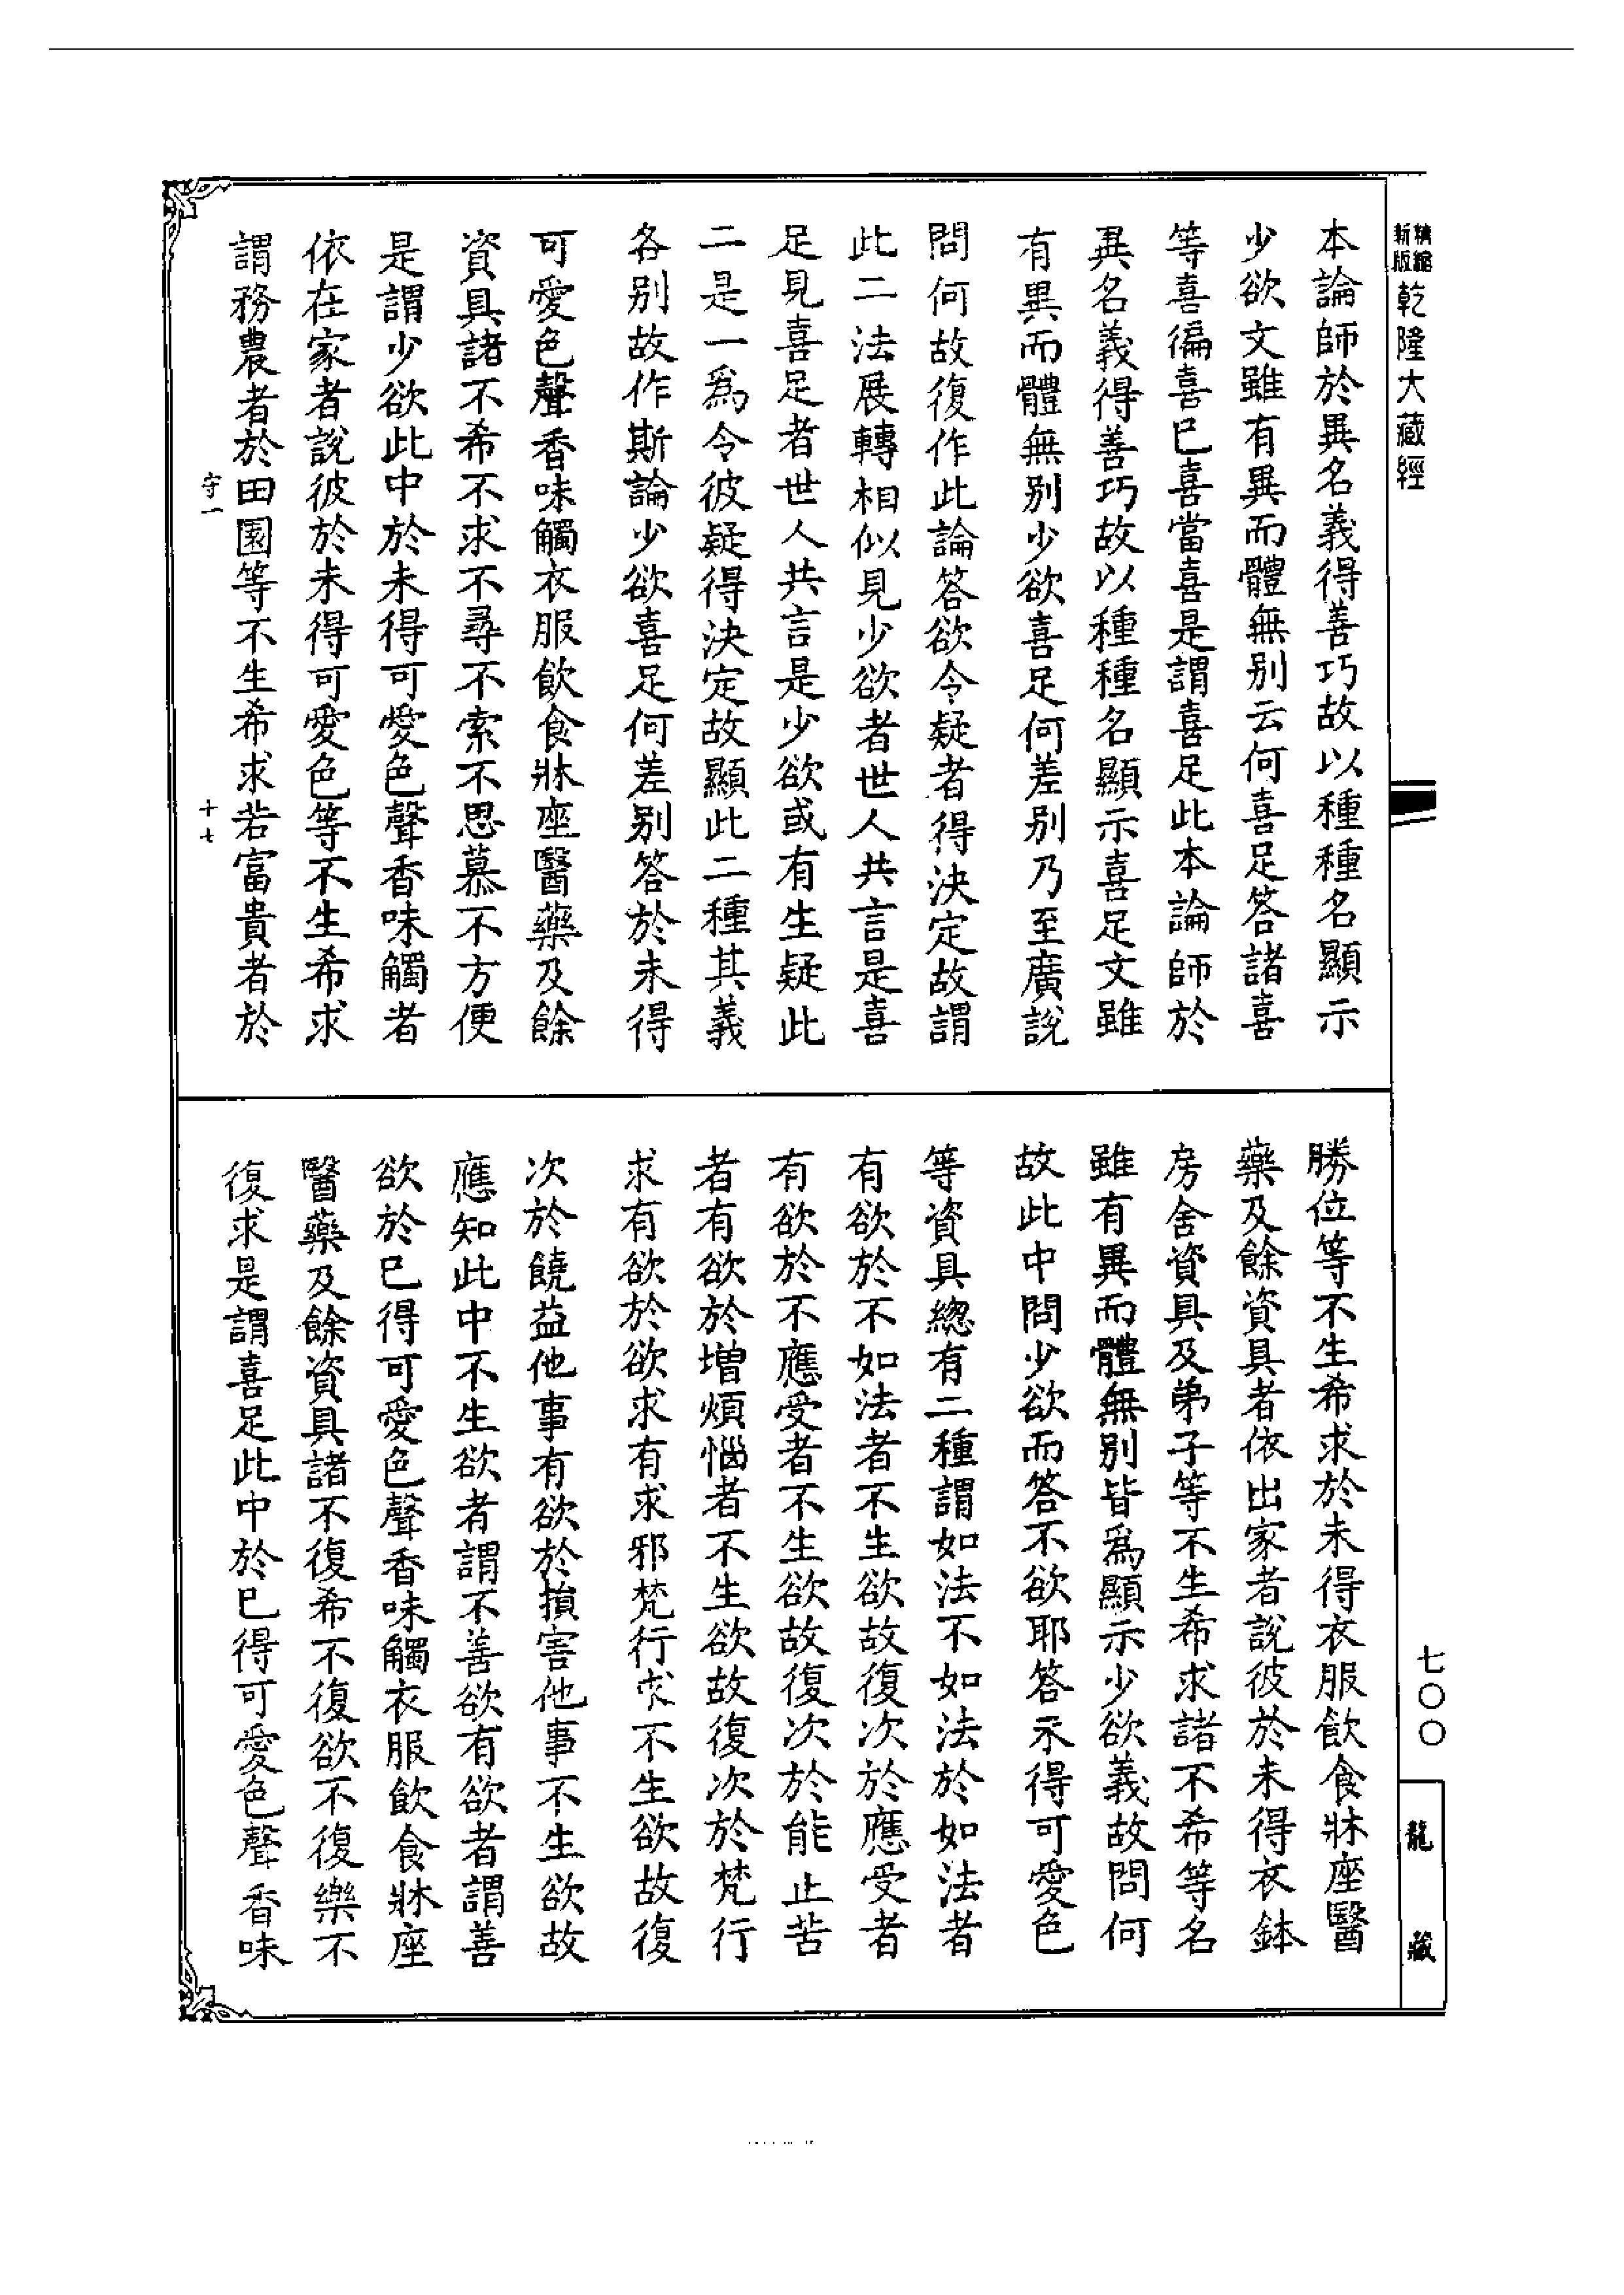 新版精縮乾隆大藏經
七〇〇
龍藏
本論師於異名義得善巧故以種種名顯示
少欲文雖有異而體無別云何喜足答諸喜
等喜徧喜已喜當喜是謂喜足此本論師於
異名義得善巧故以種種名顯示喜足文雖
有異而體無別少欲喜足何差別乃至廣說
問何故復作此論答欲令疑者得決定故謂
此二法展轉相似見少欲者世人共言是喜
足見喜足者世人共言是少欲或有生疑此
二是一爲令彼疑得決定故顯此二種其義
各別故作斯論少欲喜足何差別答於未得
可愛色聲香味觸衣服飲食牀座醫藥及餘
資具諸不希不求不尋不索不思慕不方便
是謂少欲此中於未得可愛色聲香味觸者
依在家者說彼於未得可愛色等不生希求
謂務農者於田園等不生希求若富貴者於
守一 十七
勝位等不生希求於未得衣服飲食牀座醫
藥及餘資具者依出家者說彼於未得衣鉢
房舍資具及弟子等不生希求諸不希等名
雖有異而體無別皆爲顯示少欲義故問何
故此中問少欲而答不欲耶答未得可愛色
等資具總有二種謂如法不如法於如法者
有欲於不如法者不生欲故復次於應受者
有欲於不應受者不生欲故復次於能止苦
者有欲於增煩惱者不生欲故復次於梵行
求有欲於欲求有求邪梵行求不生欲故復
次於饒益他事有欲於損害他事不生欲故
應知此中不生欲者謂不善欲有欲者謂善
欲於已得可愛色聲香味觸衣服飲食牀座
醫藥及餘資具諸不復希不復欲不復樂不
復求是謂喜足此中於已得可愛色聲香味